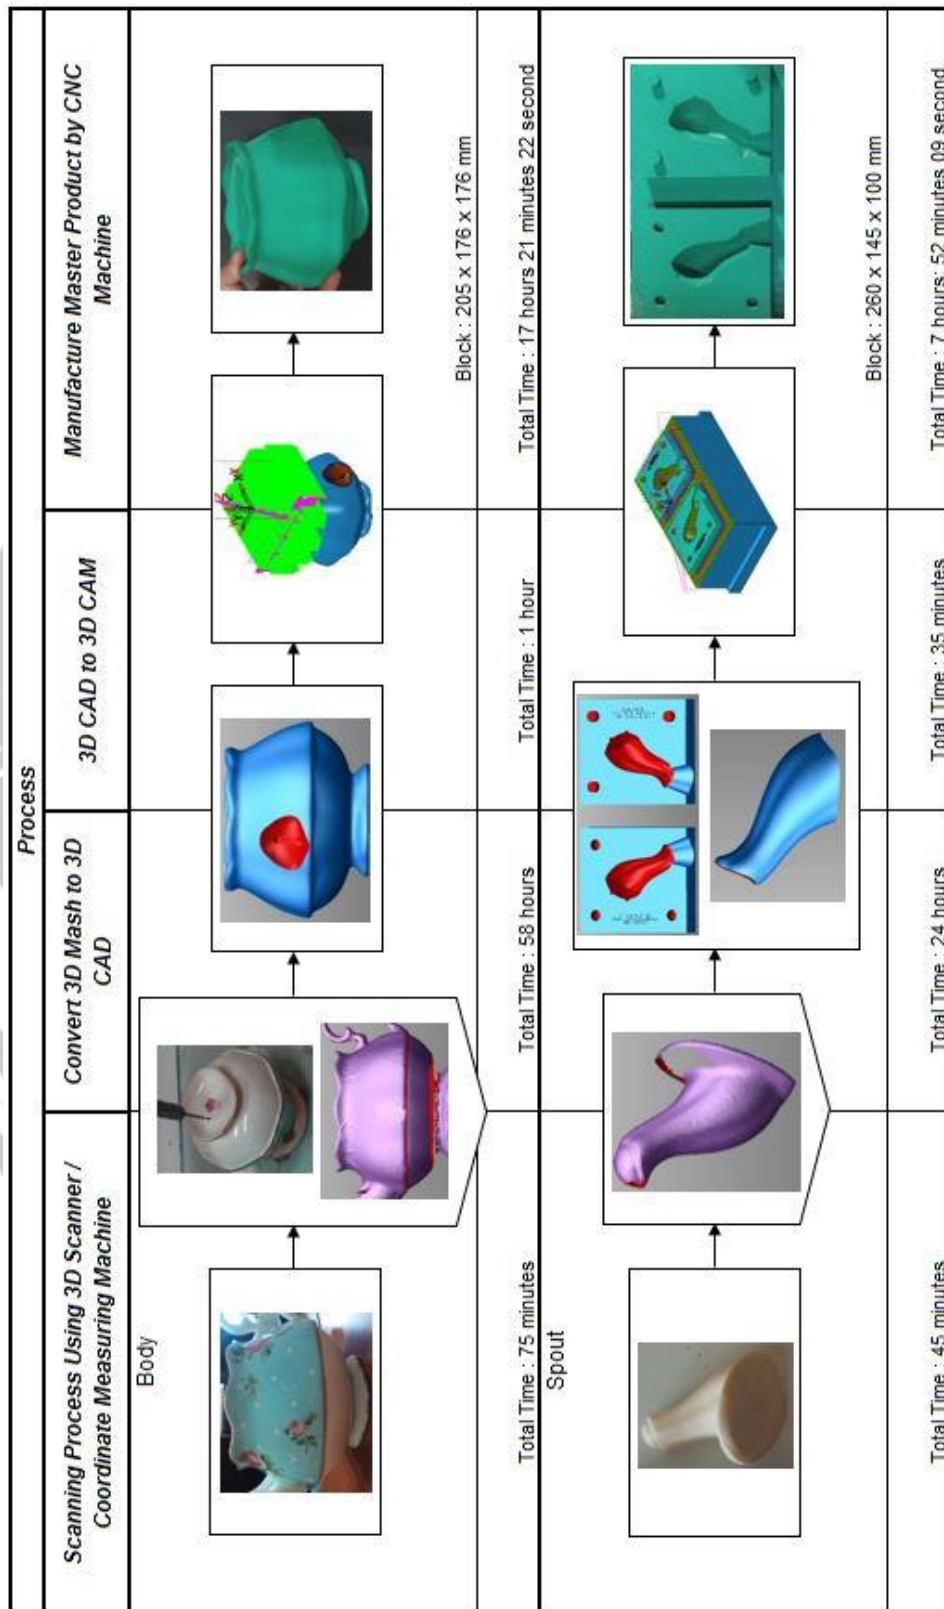 Process
Scanning Process Using 3D Scanner /
Coordinate Measuring Machine
Convert 3D Mash to 3D
CAD
3D CAD to 3D CAM
Manufacture Master Product by CNC
Machine
Body
Block : 205 x 176 x 176 mm
Total Time : 75 minutes
Total Time : 58 hours
Total Time : 1 hour
Total Time : 17 hours 21 minutes 22 second
Spout
Block : 260 x 145 x 100 mm
Total Time : 45 minutes
Total Time : 24 hours
Total Time : 35 minutes
Total Time : 7 hours: 52 minutes 09 second